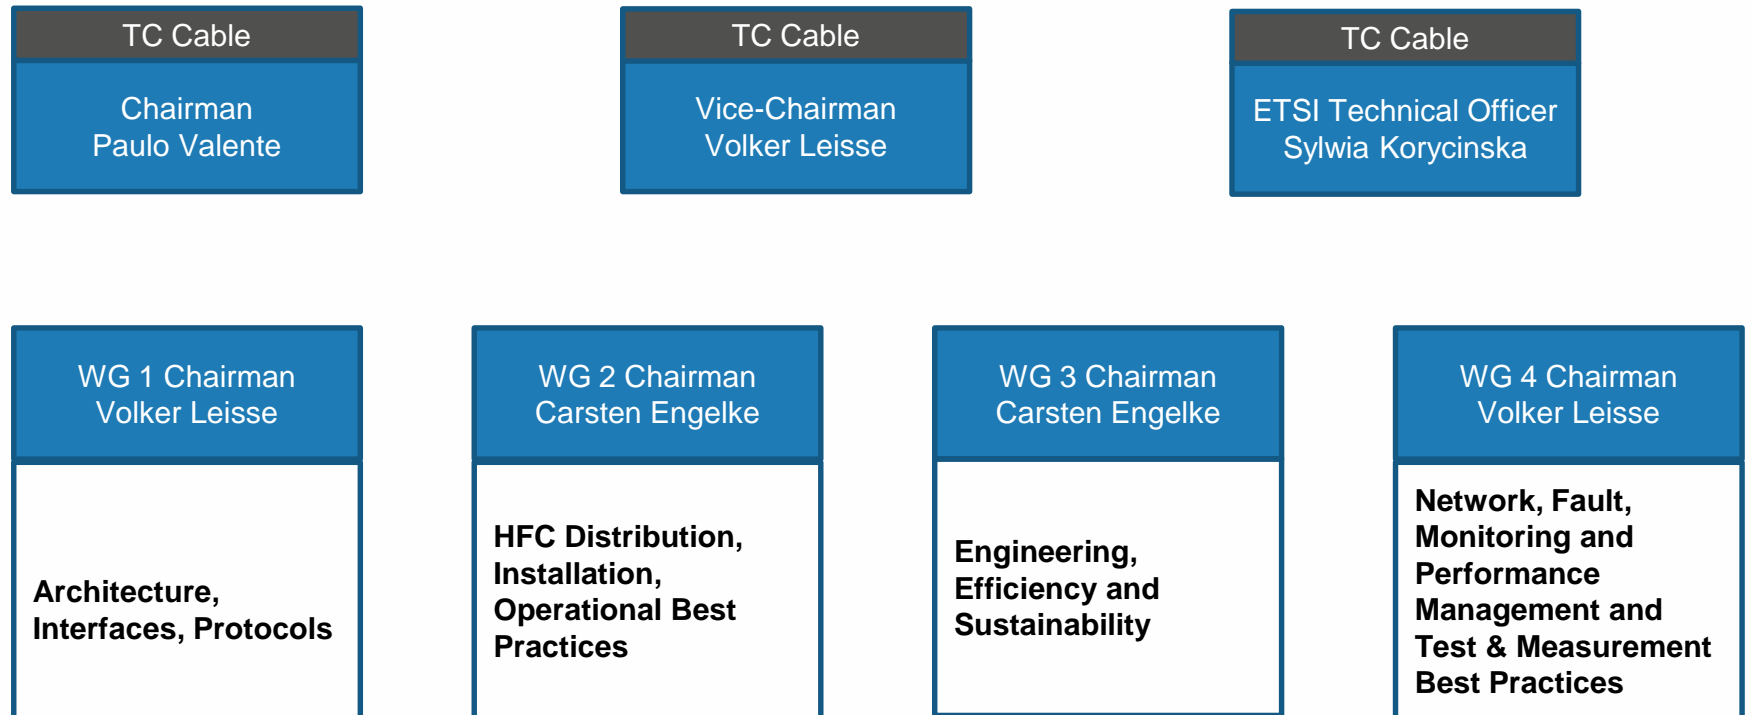 TC Cable
Chairman
Paulo Valente
TC Cable
Vice-Chairman
Volker Leisse
TC Cable
ETSI Technical Officer
Sylwia Korycinska
WG 1 Chairman
Volker Leisse
Architecture,
Interfaces, Protocols
WG 2 Chairman
Carsten Engelke
HFC Distribution,
Installation,
Operational Best
Practices
WG 3 Chairman
Carsten Engelke
Engineering,
Efficiency and
Sustainability
WG 4 Chairman
Volker Leisse
Network, Fault,
Monitoring and
Performance
Management and
Test & Measurement
Best Practices